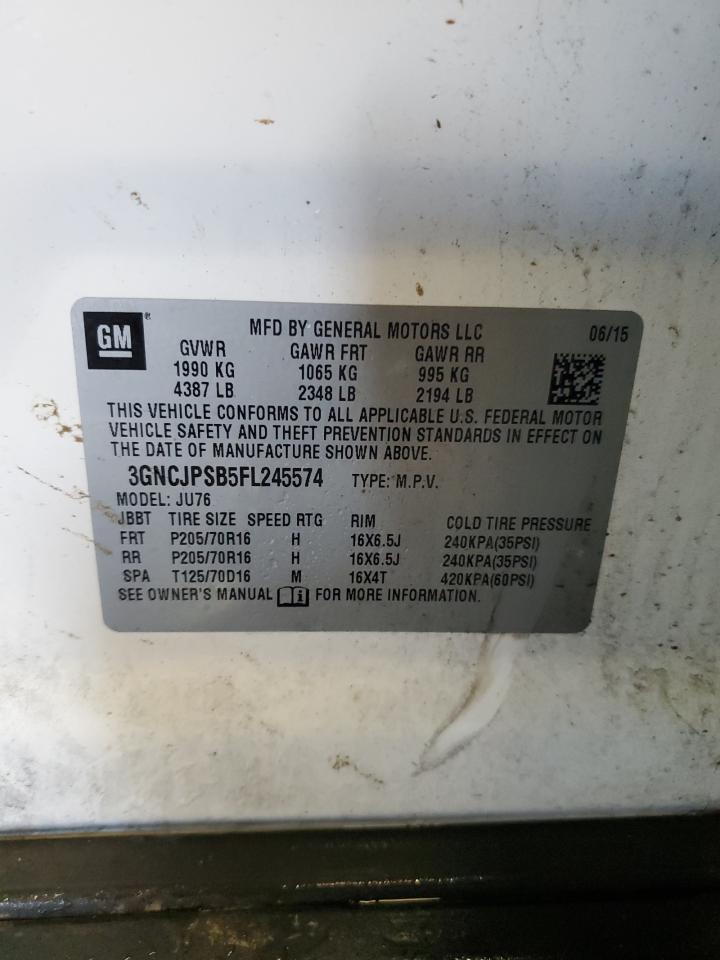 GM®
MFD BY GENERAL MOTORS LLC 06/15
GVWR GAWR FRT GAWR RR
1990 KG 1065 KG 995 KG
4387 LB 2348 LB 2194 LB
THIS VEHICLE CONFORMS TO ALL APPLICABLE U.S. FEDERAL MOTOR
VEHICLE SAFETY AND THEFT PREVENTION STANDARDS IN EFFECT ON
THE DATE OF MANUFACTURE SHOWN ABOVE.
3GNCJPSB5FL245574 TYPE: M.P.V.
MODEL: JU76
JBBT TIRE SIZE SPEED RTG RIM COLD TIRE PRESSURE
FRT P205/70R16 H 16X6.5J 240KPA(35PSI)
RR P205/70R16 H 16X6.5J 240KPA(35PSI)
SPA T125/70D16 M 16X4T 420KPA(60PSI)
SEE OWNER'S MANUAL i FOR MORE INFORMATION.